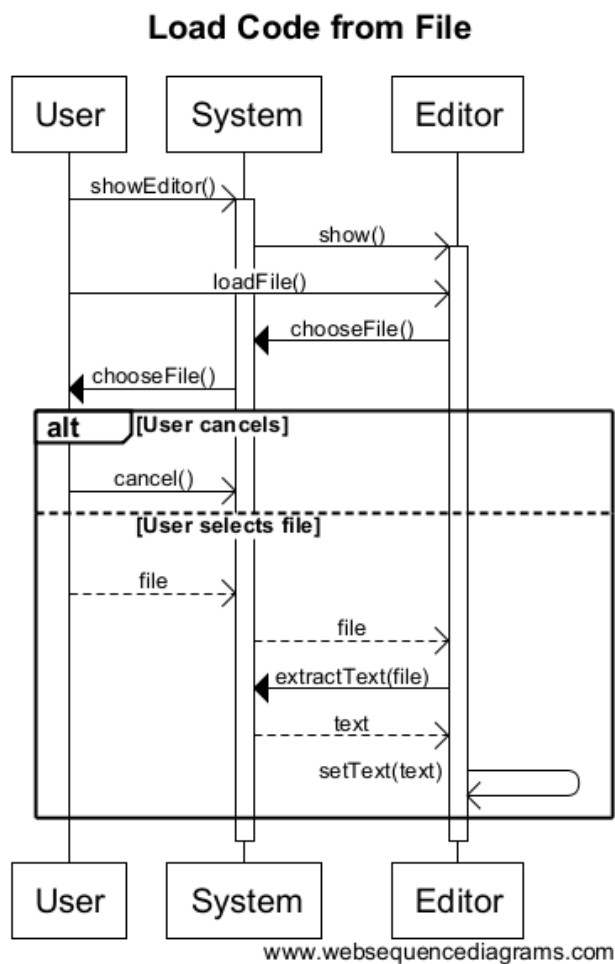 Load Code from File
User System Editor
showEditor()
show()
loadFile()
chooseFile()
chooseFile()
alt [User cancels]
cancel()
[User selects file]
file
file
extractText(file)
text
setText(text)
User System Editor
www.websequencediagrams.com